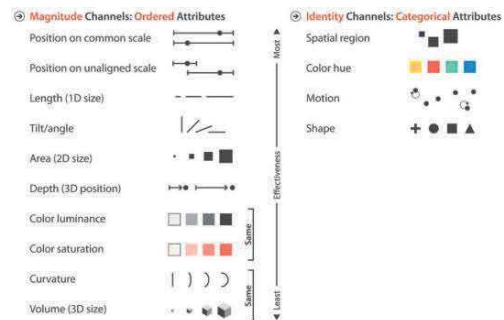 Magnitude Channels: Ordered Attributes
Position on common scale
Position on unaligned scale
Length (1D size)
Tilt/angle
Area (2D size)
Depth (3D position)
Color luminance
Color saturation
Curvature
Volume (3D size)
Same
Same
Most
Effectiveness
Least
Identity Channels: Categorical Attributes
Spatial region
Color hue
Motion
Shape